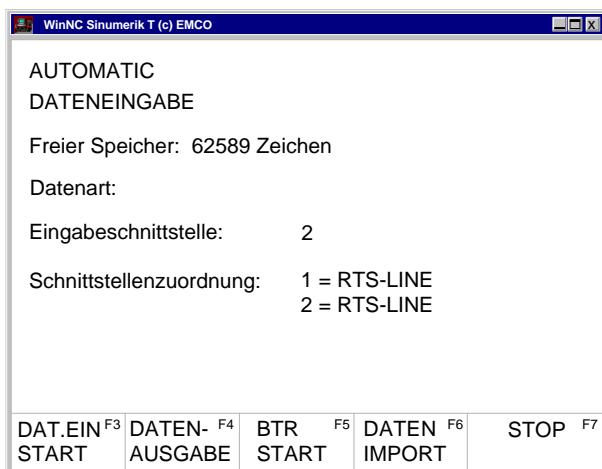 WinNC Sinumerik T (c) EMCO
AUTOMATIC
DATENEINGABE
Freier Speicher: 62589 Zeichen
Datenart:
Eingabeschnittstelle: 2
Schnittstellenzuordnung: 1 = RTS-LINE
2 = RTS-LINE
DAT.EIN F3 DATEN- F4 BTR F5 DATEN F6 STOP F7
START AUSGABE START IMPORT